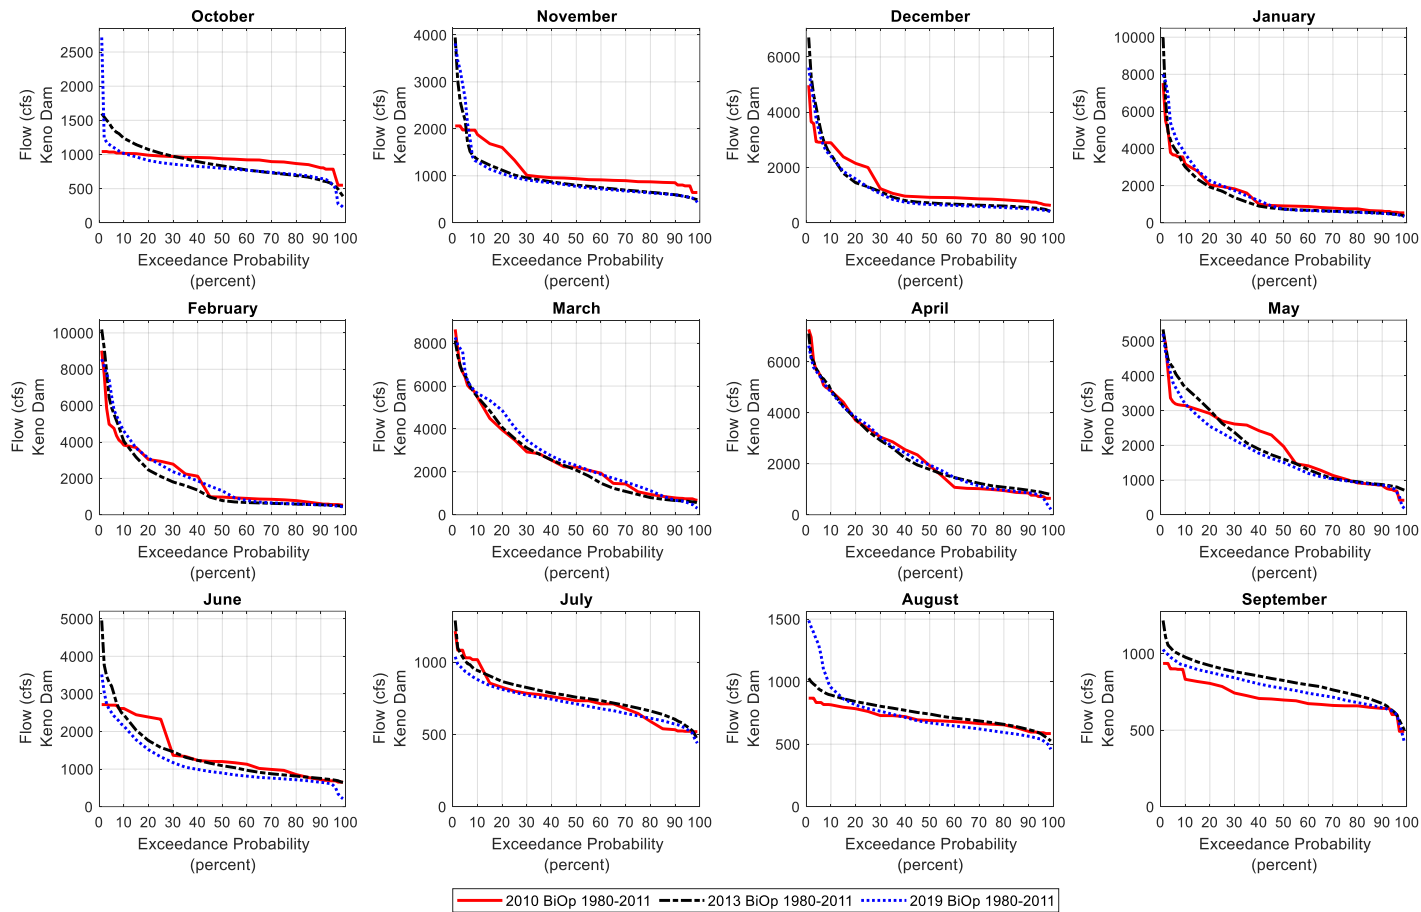 October
2500
2000
1500
1000
500
0
Flow (cfs)
Keno Dam
0 10 20 30 40 50 60 70 80 90 100
Exceedance Probability
(percent)
November
4000
3000
2000
1000
0
Flow (cfs)
Keno Dam
0 10 20 30 40 50 60 70 80 90 100
Exceedance Probability
(percent)
December
6000
4000
2000
0
Flow (cfs)
Keno Dam
0 10 20 30 40 50 60 70 80 90 100
Exceedance Probability
(percent)
January
10000
8000
6000
4000
2000
0
Flow (cfs)
Keno Dam
0 10 20 30 40 50 60 70 80 90 100
Exceedance Probability
(percent)
February
10000
8000
6000
4000
2000
0
Flow (cfs)
Keno Dam
0 10 20 30 40 50 60 70 80 90 100
Exceedance Probability
(percent)
March
8000
6000
4000
2000
0
Flow (cfs)
Keno Dam
0 10 20 30 40 50 60 70 80 90 100
Exceedance Probability
(percent)
April
6000
4000
2000
0
Flow (cfs)
Keno Dam
0 10 20 30 40 50 60 70 80 90 100
Exceedance Probability
(percent)
May
5000
4000
3000
2000
1000
0
Flow (cfs)
Keno Dam
0 10 20 30 40 50 60 70 80 90 100
Exceedance Probability
(percent)
June
5000
4000
3000
2000
1000
0
Flow (cfs)
Keno Dam
0 10 20 30 40 50 60 70 80 90 100
Exceedance Probability
(percent)
July
1000
500
0
Flow (cfs)
Keno Dam
0 10 20 30 40 50 60 70 80 90 100
Exceedance Probability
(percent)
August
1500
1000
500
0
Flow (cfs)
Keno Dam
0 10 20 30 40 50 60 70 80 90 100
Exceedance Probability
(percent)
September
1000
500
0
Flow (cfs)
Keno Dam
0 10 20 30 40 50 60 70 80 90 100
Exceedance Probability
(percent)
2010 BiOp 1980-2011 2013 BiOp 1980-2011 2019 BiOp 1980-2011